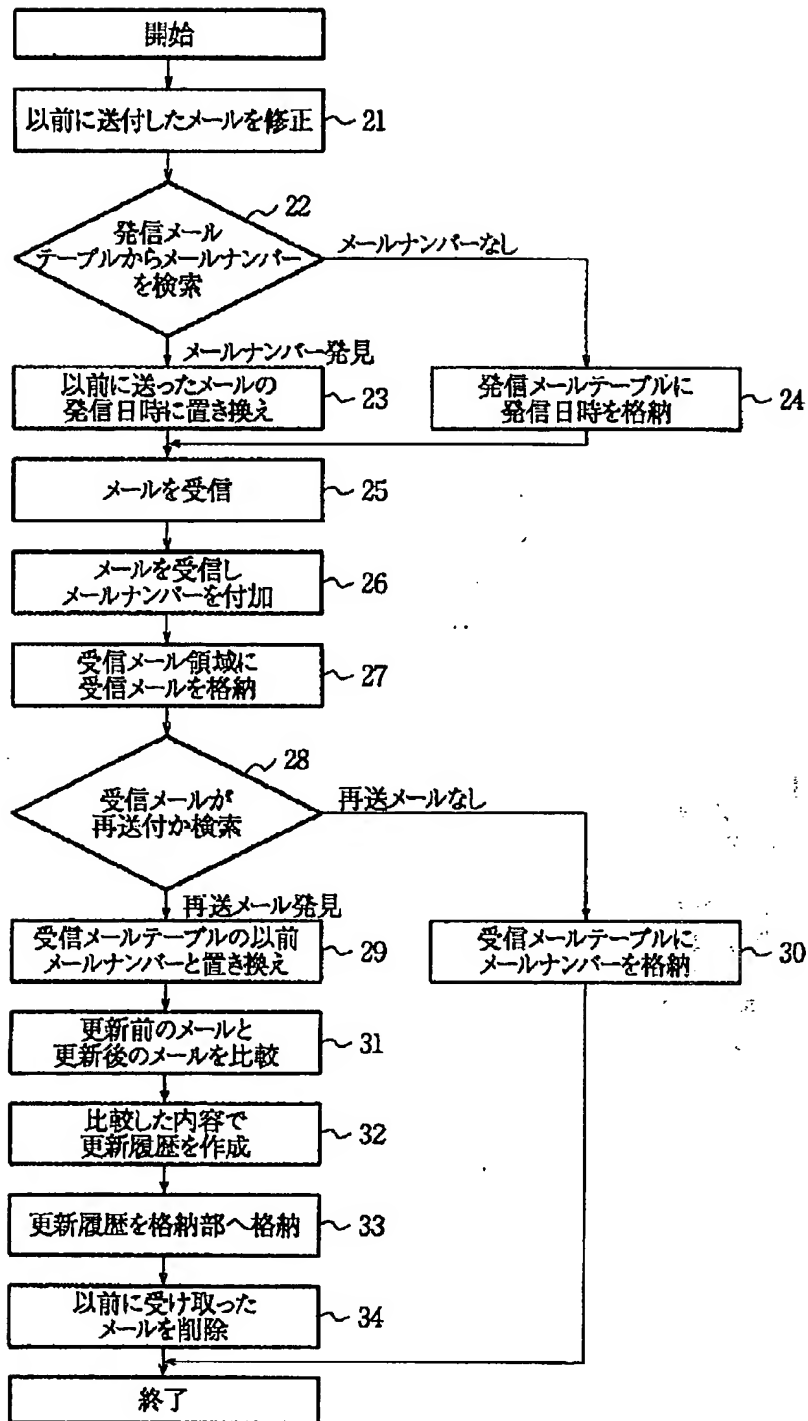 開始
以前に送付したメールを修正
21
22
発信メール
テーブルからメールナンバー
を検索
メールナンバーなし
メールナンバー発見
以前に送ったメールの
発信日時に置き換え
23
発信メールテーブルに
発信日時を格納
24
メールを受信
25
メールを受信し
メールナンバーを付加
26
受信メール領域に
受信メールを格納
27
28
受信メールが
再送付か検索
再送メールなし
再送メール発見
受信メールテーブルの以前
メールナンバーと置き換え
29
受信メールテーブルに
メールナンバーを格納
30
更新前のメールと
更新後のメールを比較
31
比較した内容で
更新履歴を作成
32
更新履歴を格納部へ格納
33
以前に受け取った
メールを削除
34
終了